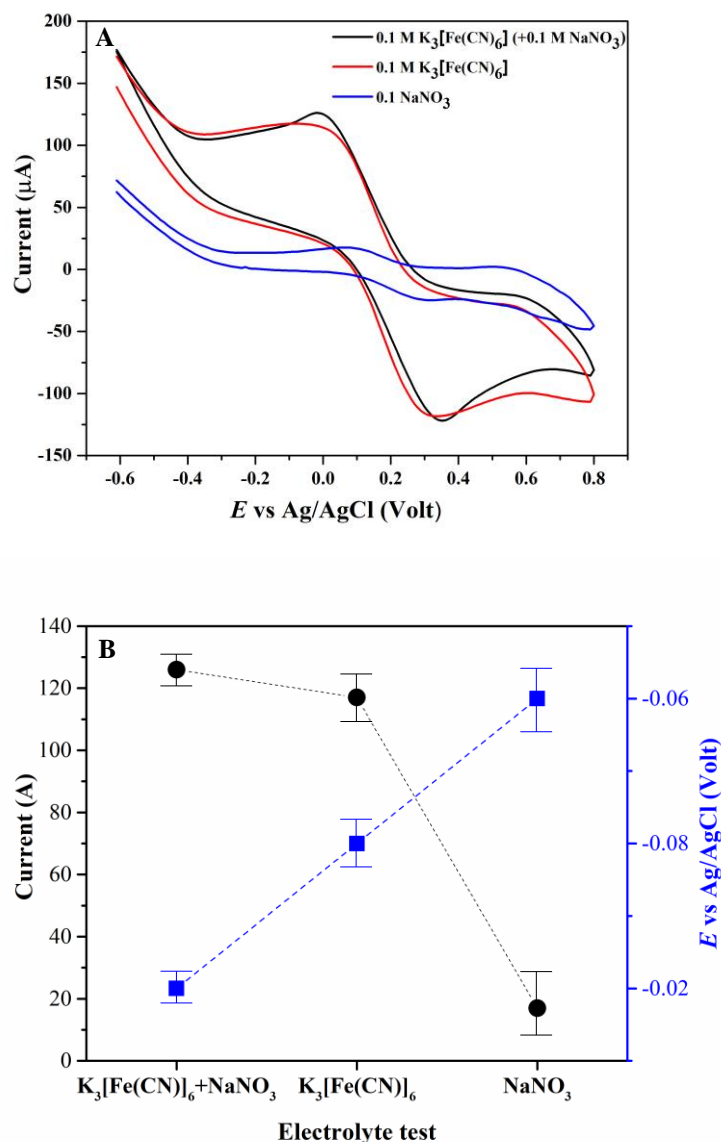 A
0.1 M K₃[Fe(CN)₆] (+0.1 M NaNO₃)
0.1 M K₃[Fe(CN)₆]
0.1 NaNO₃
200
150
100
50
0
-50
-100
-150
Current (μA)
-0.6 -0.4 -0.2 0.0 0.2 0.4 0.6 0.8
E vs Ag/AgCl (Volt)
B
140
120
100
80
60
40
20
0
Current (A)
-0.06
-0.08
-0.02
E vs Ag/AgCl (Volt)
K₃[Fe(CN)]₆+NaNO₃ K₃[Fe(CN)]₆ NaNO₃
Electrolyte test